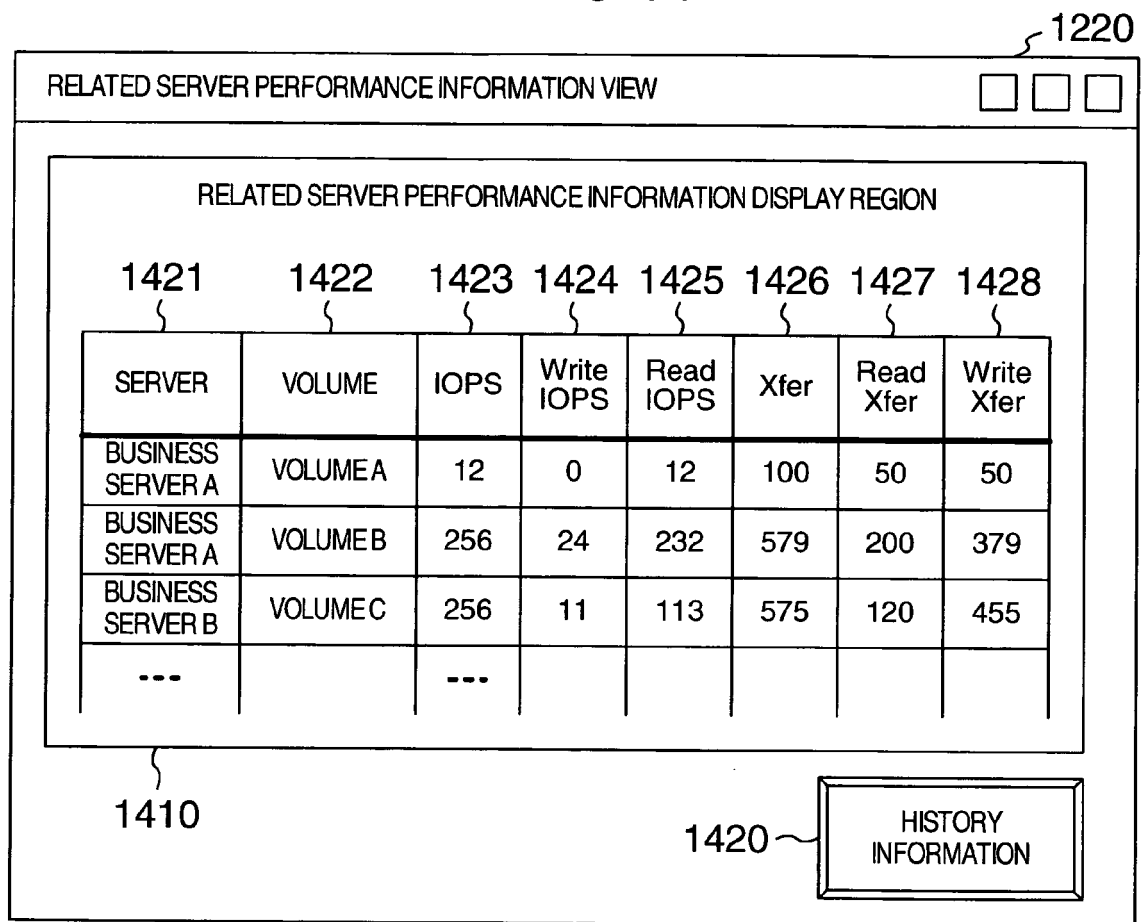 1220
RELATED SERVER PERFORMANCE INFORMATION VIEW
RELATED SERVER PERFORMANCE INFORMATION DISPLAY REGION
1421 1422 1423 1424 1425 1426 1427 1428
SERVER VOLUME IOPS Write IOPS Read IOPS Xfer Read Xfer Write Xfer
BUSINESS SERVER A VOLUME A 12 0 12 100 50 50
BUSINESS SERVER A VOLUME B 256 24 232 579 200 379
BUSINESS SERVER B VOLUME C 256 11 113 575 120 455
--- ---
1410
1420 HISTORY
INFORMATION